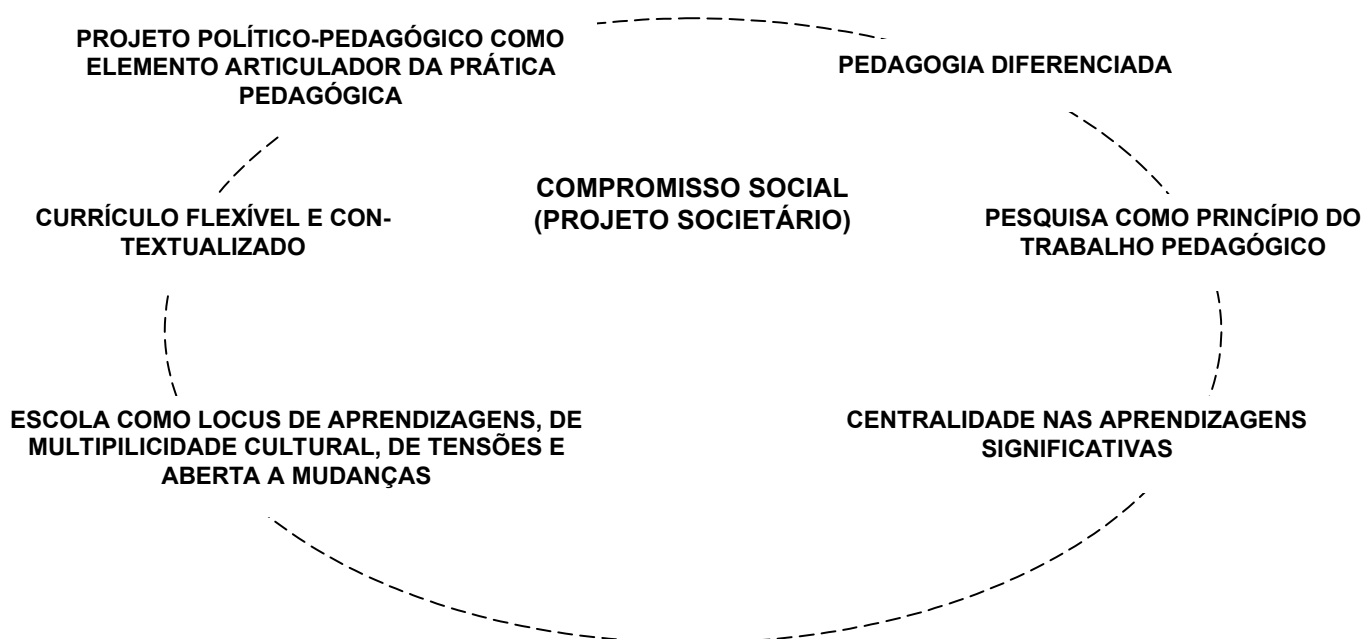 PROJETO POLÍTICO-PEDAGÓGICO COMO
ELEMENTO ARTICULADOR DA PRÁTICA
PEDAGÓGICA
PEDAGOGIA DIFERENCIADA
COMPROMISSO SOCIAL
(PROJETO SOCIETÁRIO)
CURRÍCULO FLEXÍVEL E CON-
TEXTUALIZADO
PESQUISA COMO PRINCÍPIO DO
TRABALHO PEDAGÓGICO
ESCOLA COMO LOCUS DE APRENDIZAGENS, DE
MULTIPILICIDADE CULTURAL, DE TENSÕES E
ABERTA A MUDANÇAS
CENTRALIDADE NAS APRENDIZAGENS
SIGNIFICATIVAS